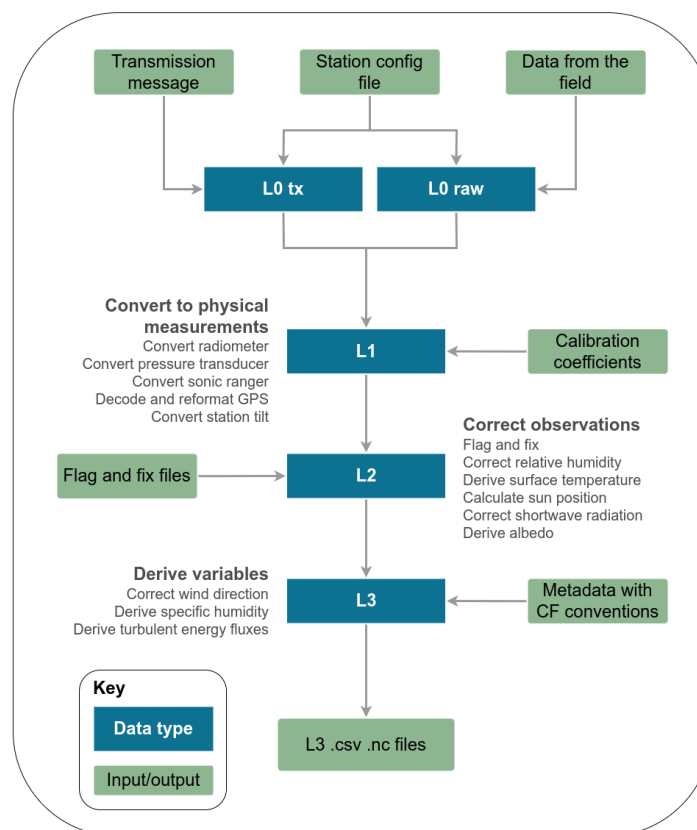 Transmission
message
Station config
file
Data from the
field
L0 tx
L0 raw
Convert to physical
measurements
Convert radiometer
Convert pressure transducer
Convert sonic ranger
Decode and reformat GPS
Convert station tilt
L1
Calibration
coefficients
Correct observations
Flag and fix
Correct relative humidity
Derive surface temperature
Calculate sun position
Correct shortwave radiation
Derive albedo
Flag and fix files
L2
Derive variables
Correct wind direction
Derive specific humidity
Derive turbulent energy fluxes
L3
Metadata with
CF conventions
Key
Data type
Input/output
L3 .csv .nc files